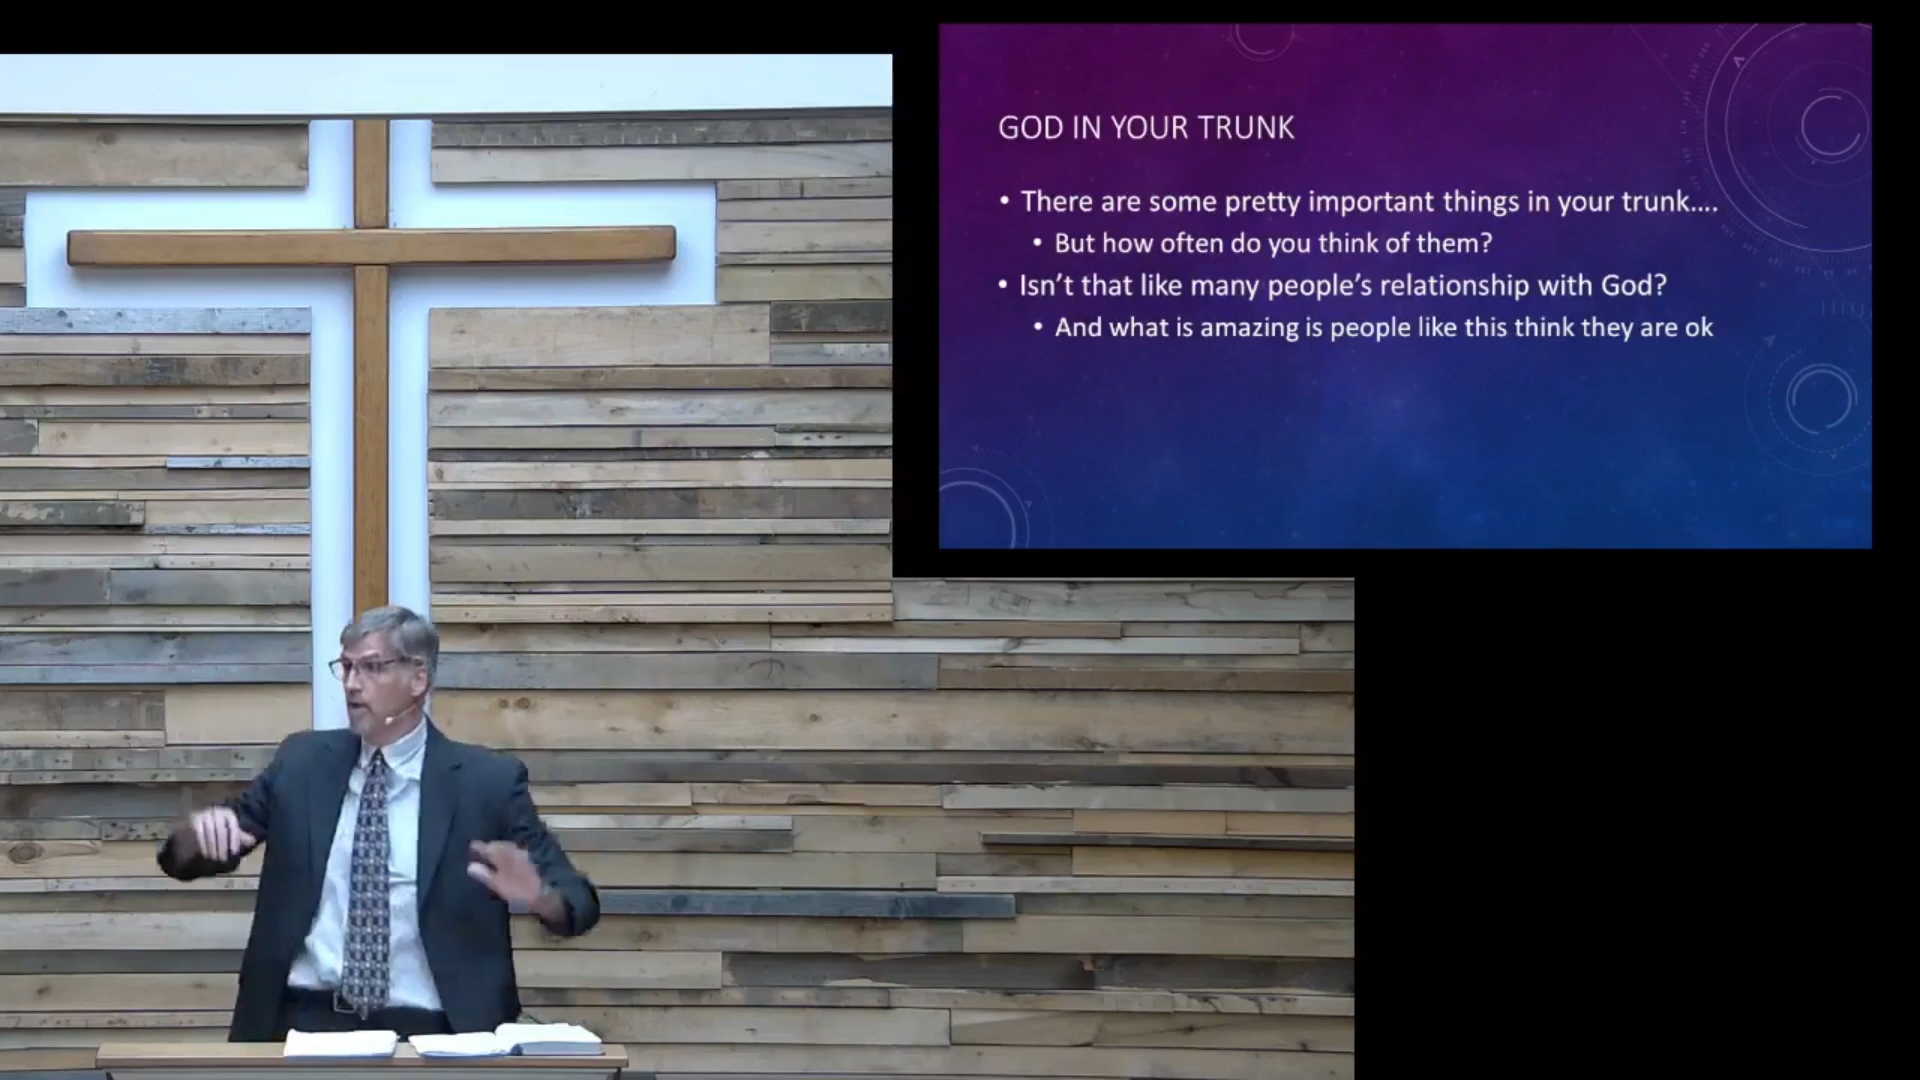 GOD IN YOUR TRUNK
• There are some pretty important things in your trunk....
• But how often do you think of them?
• Isn't that like many people's relationship with God?
• And what is amazing is people like this think they are ok